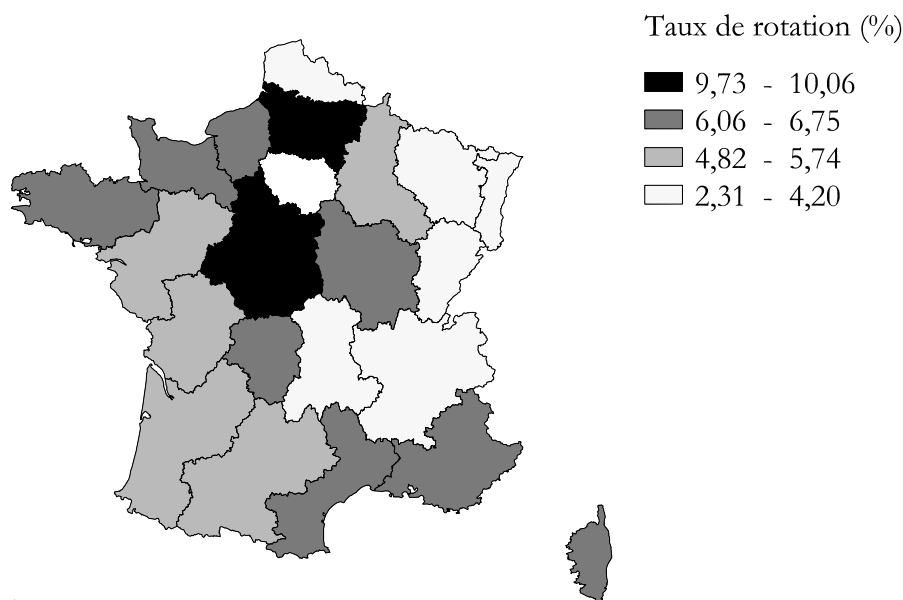 Taux de rotation (%)
9,73 - 10,06
6,06 - 6,75
4,82 - 5,74
2,31 - 4,20